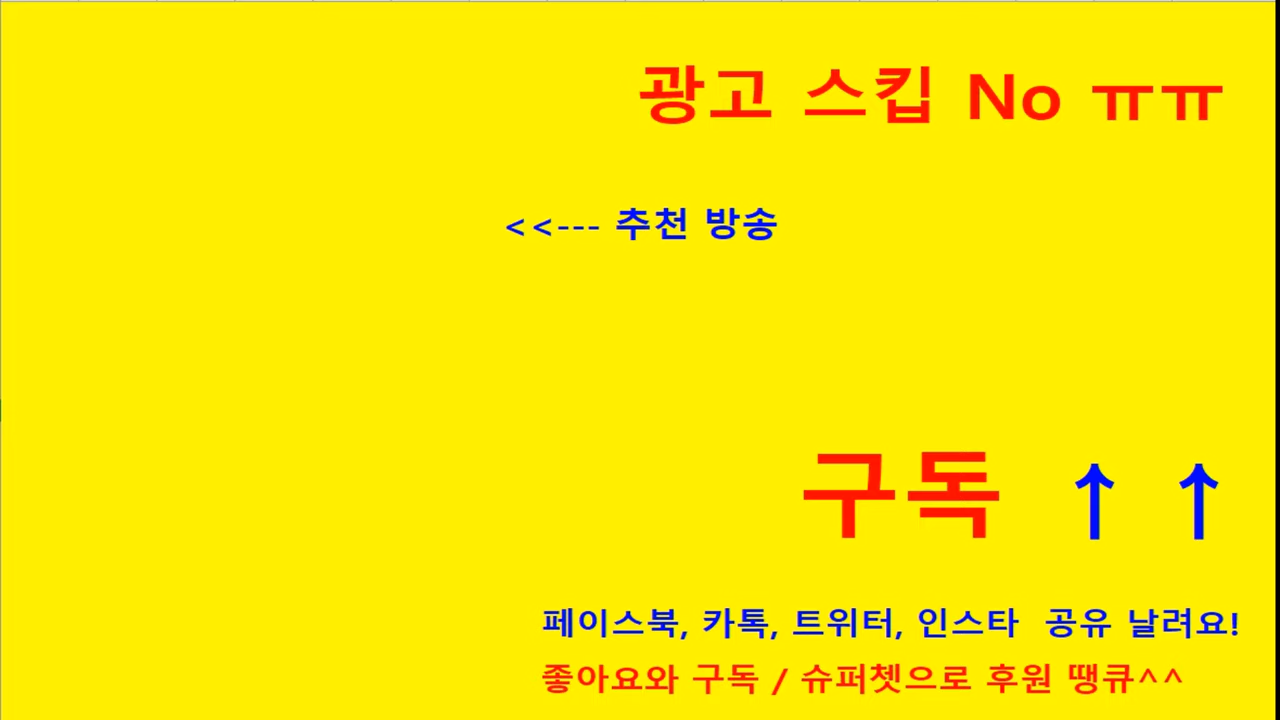 광고 스킵 No ㅠㅠ
<<--- 추천 방송
구독 ↑ ↑
페이스북, 카톡, 트위터, 인스타 공유 날려요!
좋아요와 구독 / 슈퍼쳇으로 후원 땡큐^^